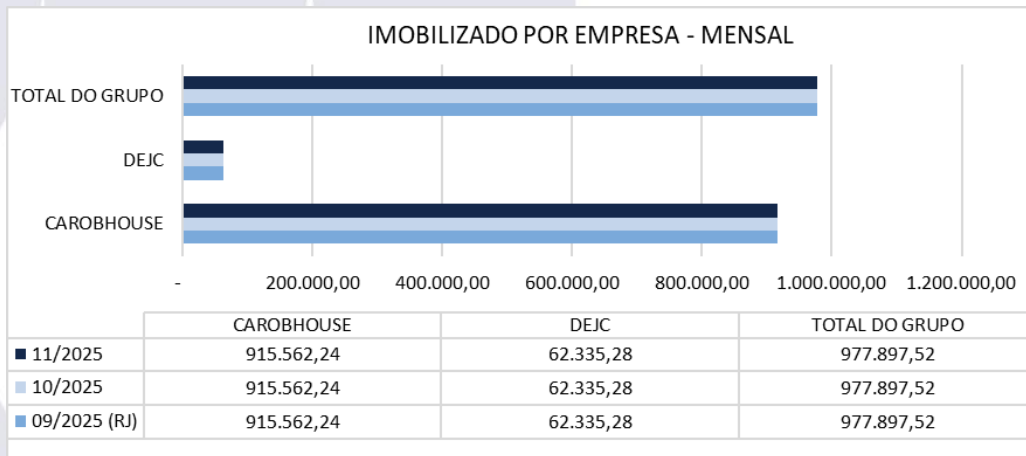 IMOBILIZADO POR EMPRESA - MENSAL
TOTAL DO GRUPO
DEJC
CAROBHOUSE
- 200.000,00 400.000,00 600.000,00 800.000,00 1.000.000,00 1.200.000,00
CAROBHOUSE DEJC TOTAL DO GRUPO
11/2025 915.562,24 62.335,28 977.897,52
10/2025 915.562,24 62.335,28 977.897,52
09/2025 (RJ) 915.562,24 62.335,28 977.897,52